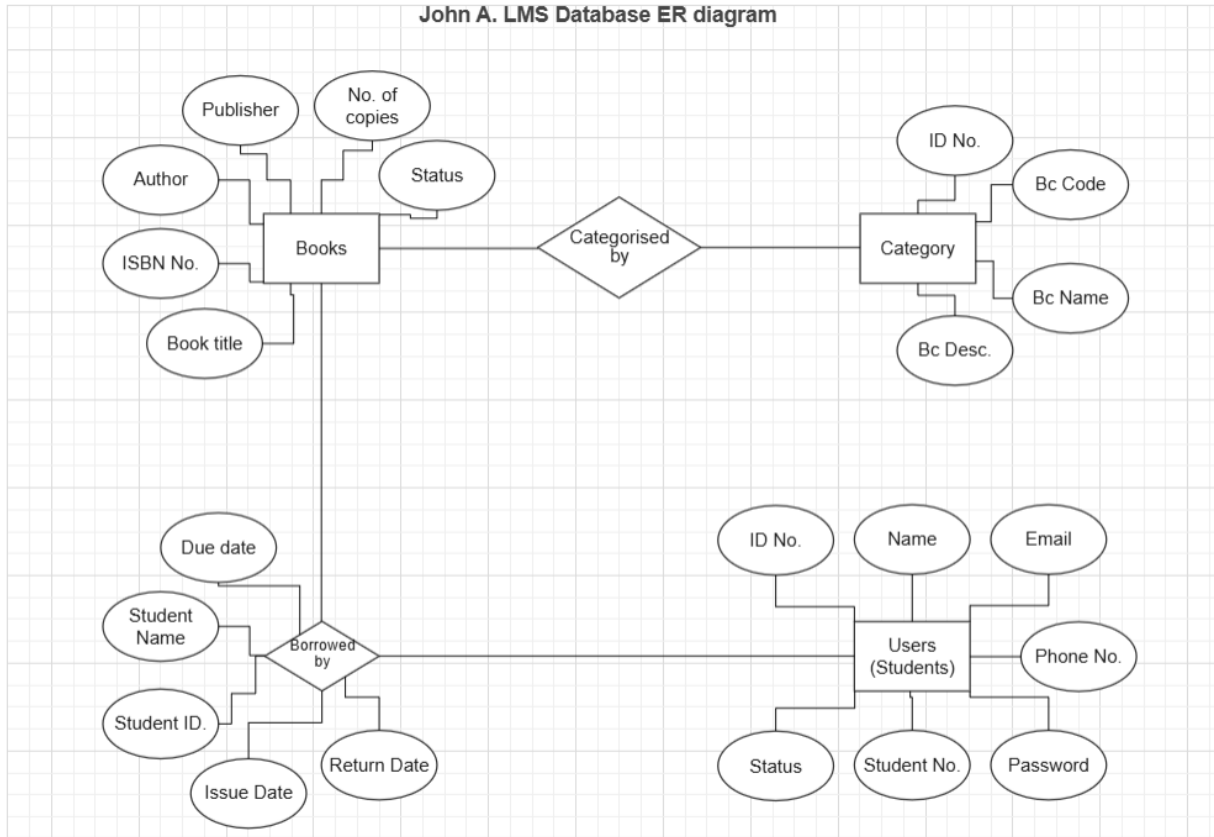 John A. LMS Database ER diagram
Publisher
No. of
copies
Author
Status
ISBN No.
Book title
Books
Categorised
by
ID No.
Bc Code
Category
Bc Name
Bc Desc.
Due date
Student
Name
Borrowed
by
Student ID.
Issue Date
Return Date
ID No.
Name
Email
Users
(Students)
Phone No.
Status
Student No.
Password